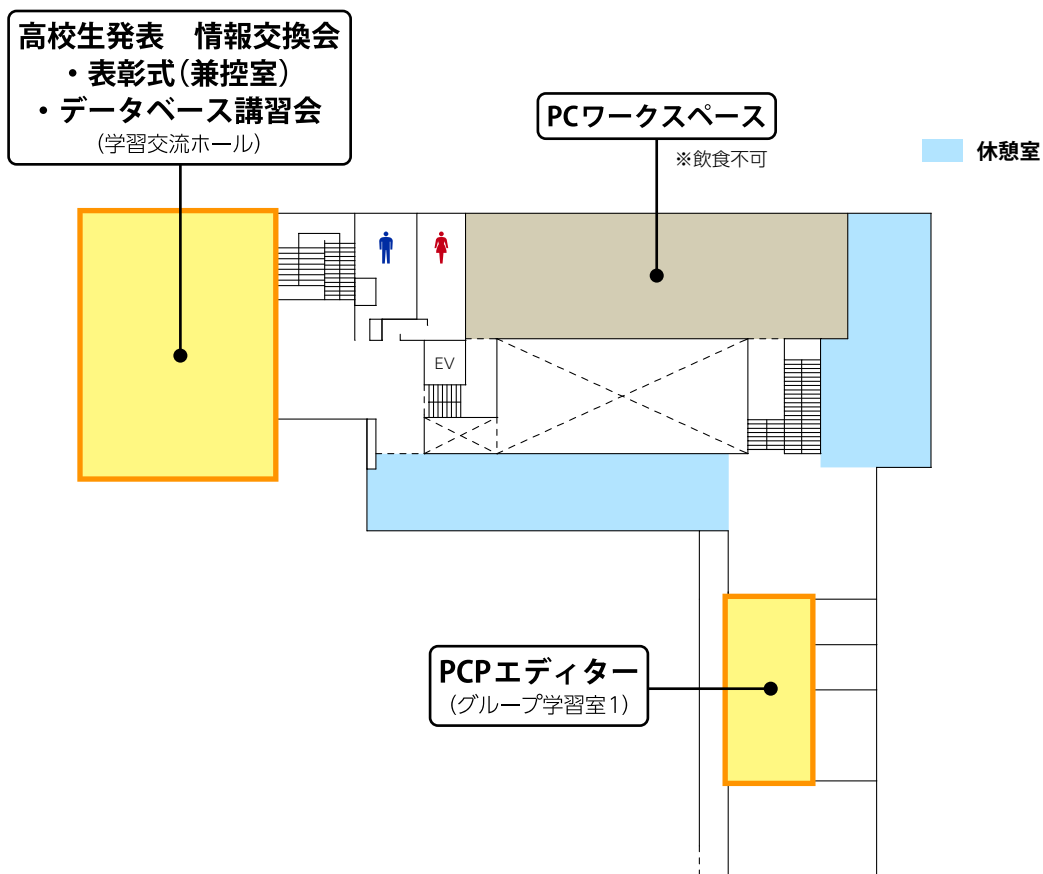 高校生発表　情報交換会
・表彰式（兼控室）
・データベース講習会
（学習交流ホール）
PCワークスペース
※飲食不可
休憩室
EV
PCPエディター
（グループ学習室1）